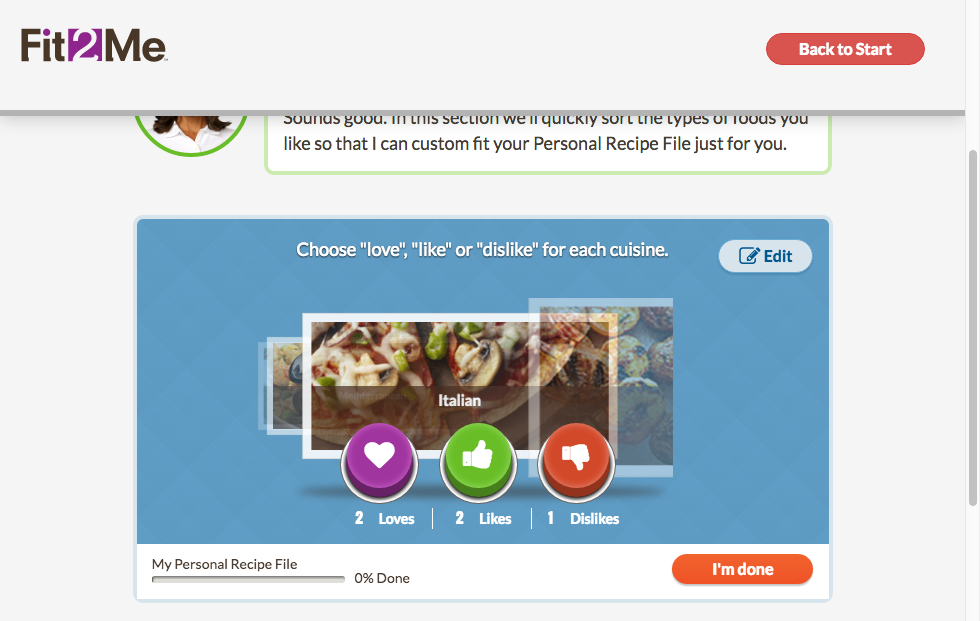 Fit2Me
Back to Start
Sounds good. In this section we'll quickly sort the types of foods you
like so that I can custom fit your Personal Recipe File just for you.
Choose "love", "like" or "dislike" for each cuisine.
Edit
Italian
2 Loves
2 Likes
1 Dislikes
My Personal Recipe File
0% Done
I'm done